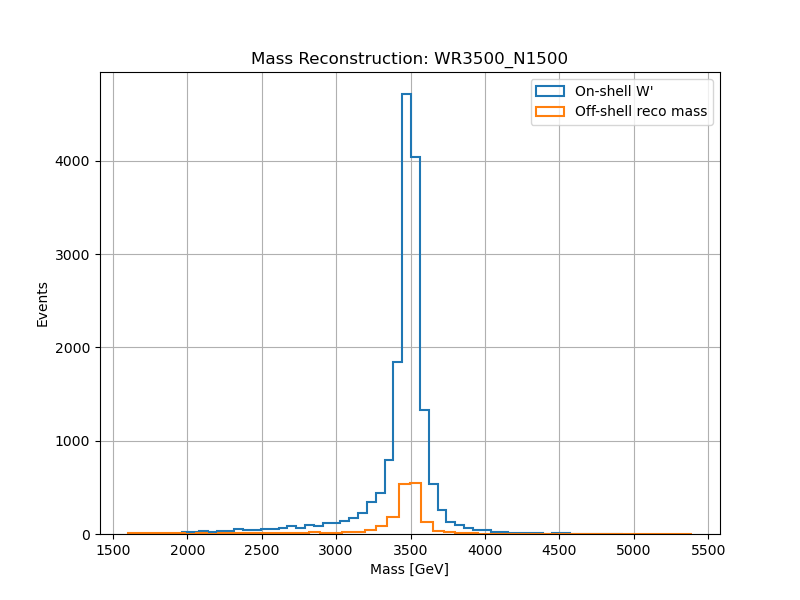 Mass Reconstruction: WR3500_N1500
On-shell W'
Off-shell reco mass
4000
3000
2000
1000
0
Events
1500 2000 2500 3000 3500 4000 4500 5000 5500
Mass [GeV]